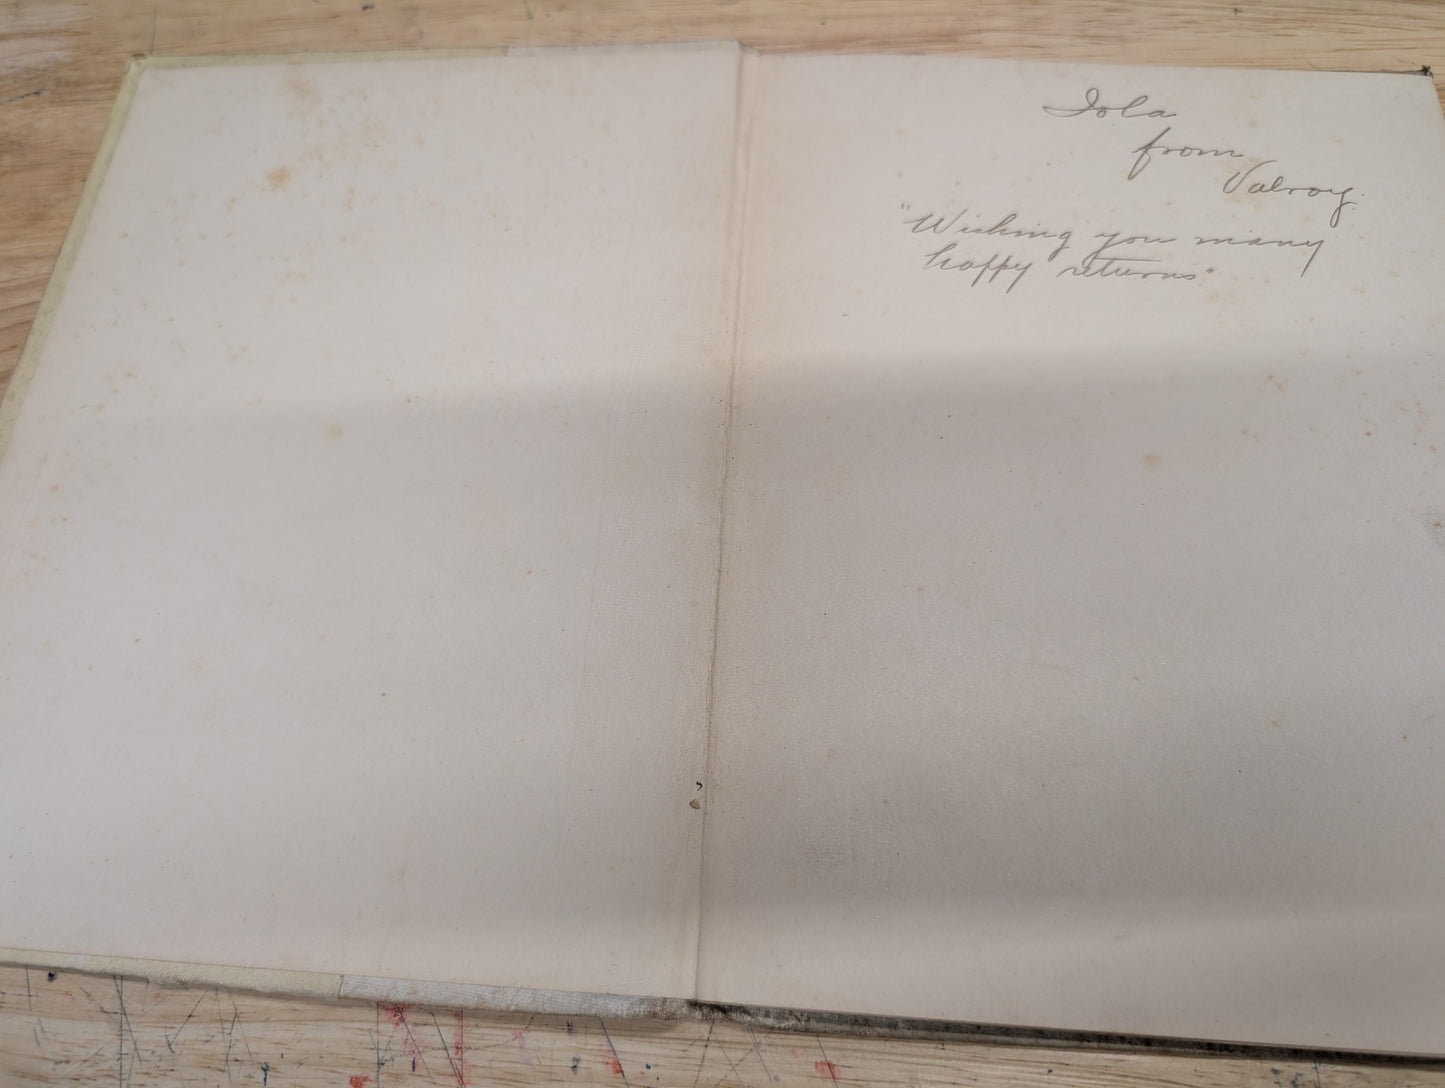 Iola
from
Valroy.
"Wishing you many
happy returns"